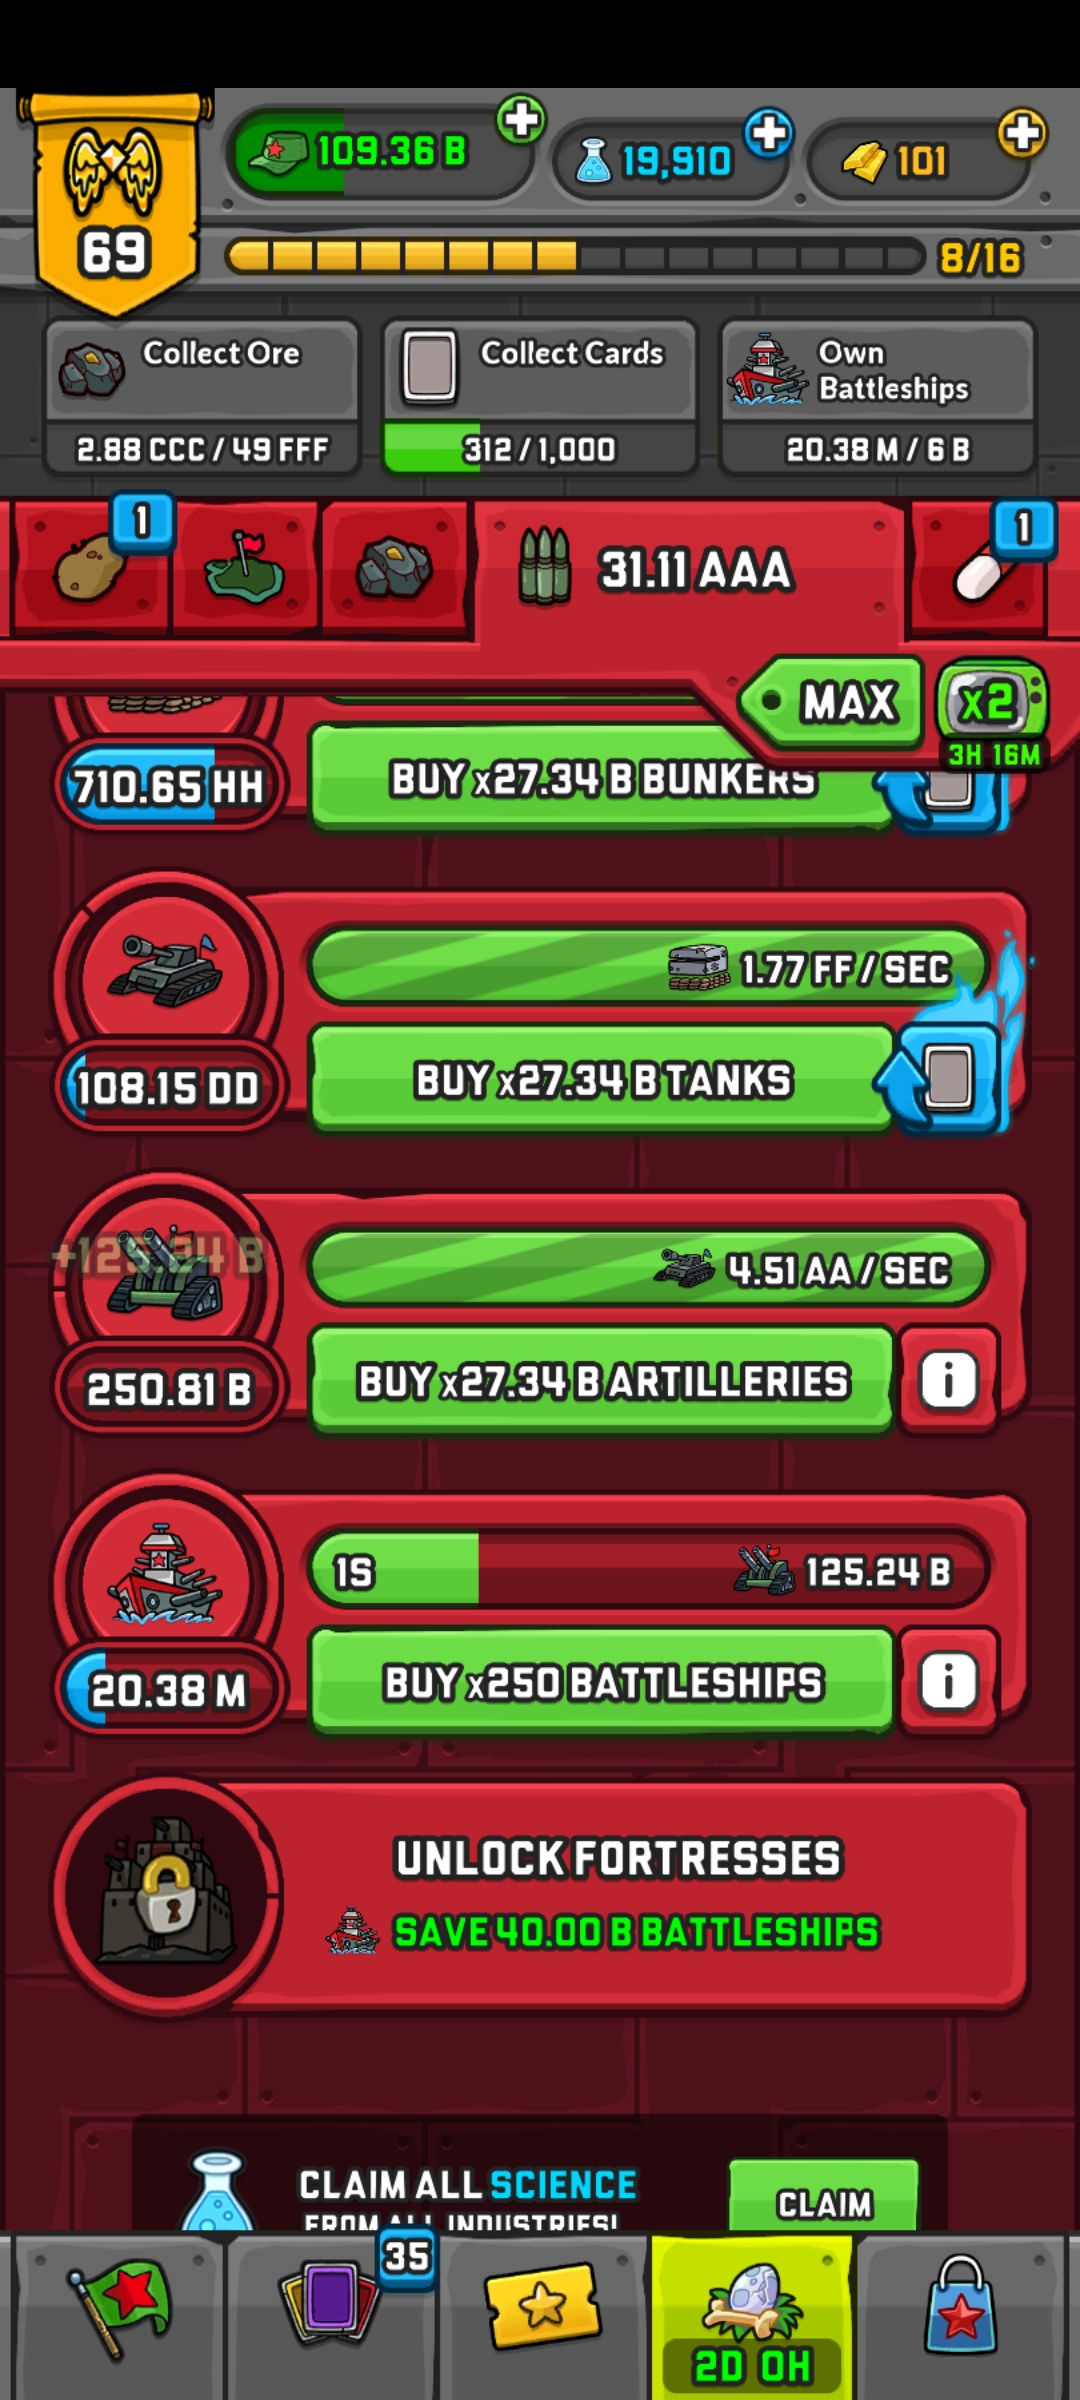 109.36 B
19,910
101
69
8/16
Collect Ore
2.88 CCC / 49 FFF
Collect Cards
312 / 1,000
Own
Battleships
20.38 M / 6 B
1
31.11 AAA
1
MAX
x2
3H 16M
710.65 HH
BUY x27.34 B BUNKERS
1.77 FF / SEC
108.15 DD
BUY x27.34 B TANKS
+125.24 B
4.51 AA / SEC
250.81 B
BUY x27.34 B ARTILLERIES
i
1S
125.24 B
20.38 M
BUY x250 BATTLESHIPS
i
UNLOCK FORTRESSES
SAVE 40.00 B BATTLESHIPS
CLAIM ALL SCIENCE
FROM ALL INDUSTRIES!
CLAIM
35
2D 0H